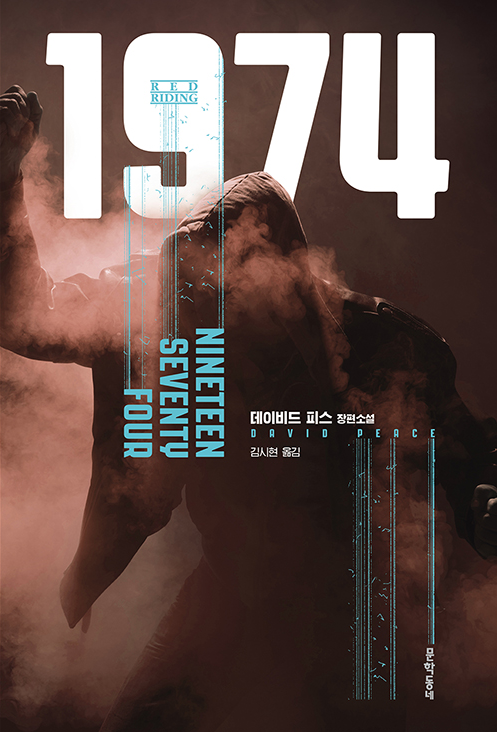 1974
RED
RIDING
NINETEEN
SEVENTY
FOUR
데이비드 피스 장편소설
DAVID PEACE
김시현 옮김
문학동네